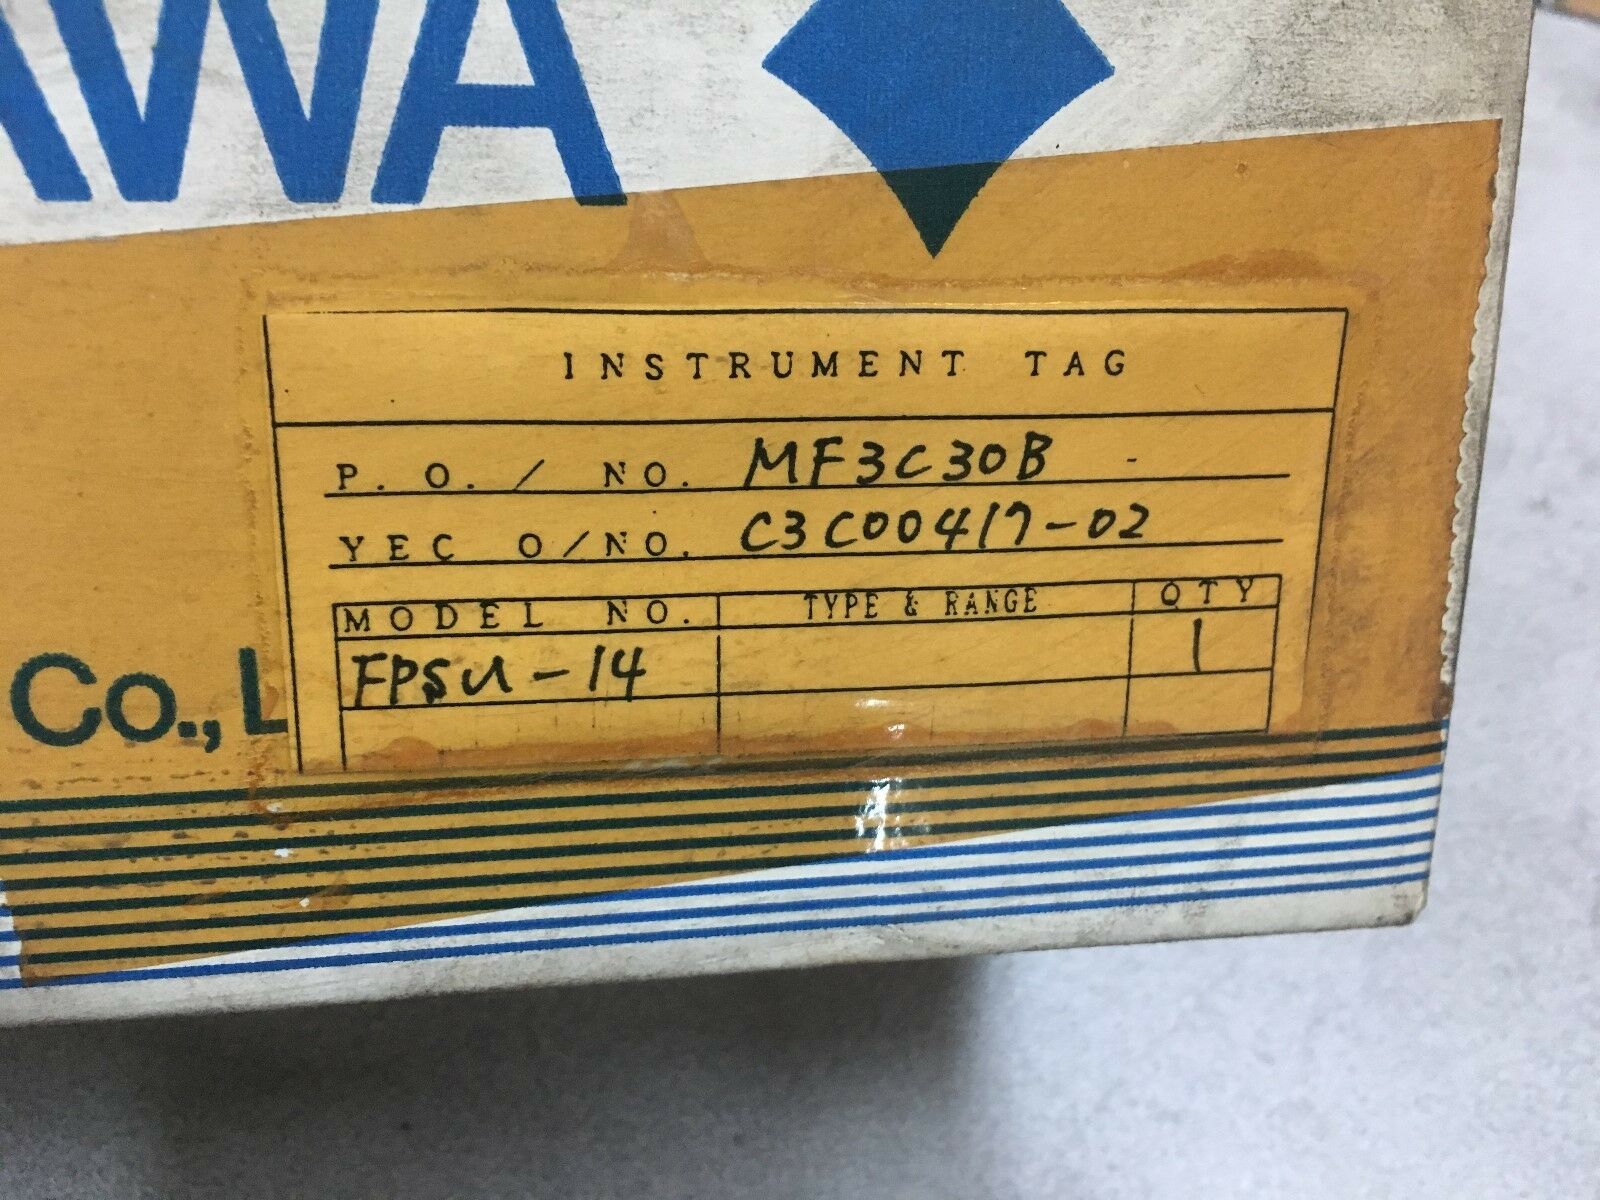 AWA
INSTRUMENT TAG
P. O. / NO. MF3C30B
YEC O/NO. C3C00417-02
MODEL NO. TYPE & RANGE QTY
FPSU-14 1
Co., L